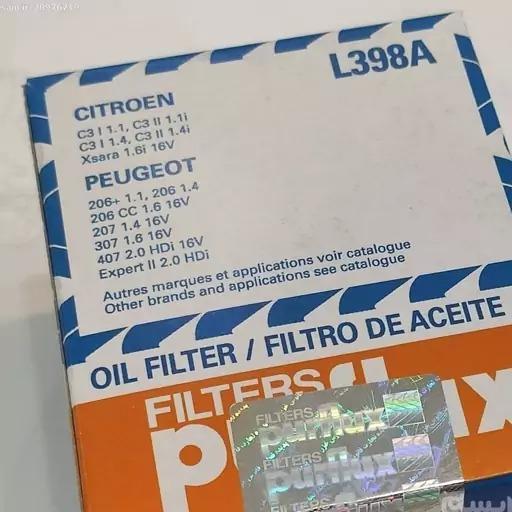 L398A
CITROEN
C3 I 1.1, C3 II 1.1i
C3 I 1.4, C3 II 1.4i
Xsara 1.6i 16V
PEUGEOT
206+ 1.1, 206 1.4
206 CC 1.6 16V
207 1.4 16V
307 1.6 16V
407 2.0 HDi 16V
Expert II 2.0 HDi
Autres marques et applications voir catalogue
Other brands and applications see catalogue
OIL FILTER / FILTRO DE ACEITE
FILTERS
FILTERS
purflux
FILTERS
purflux